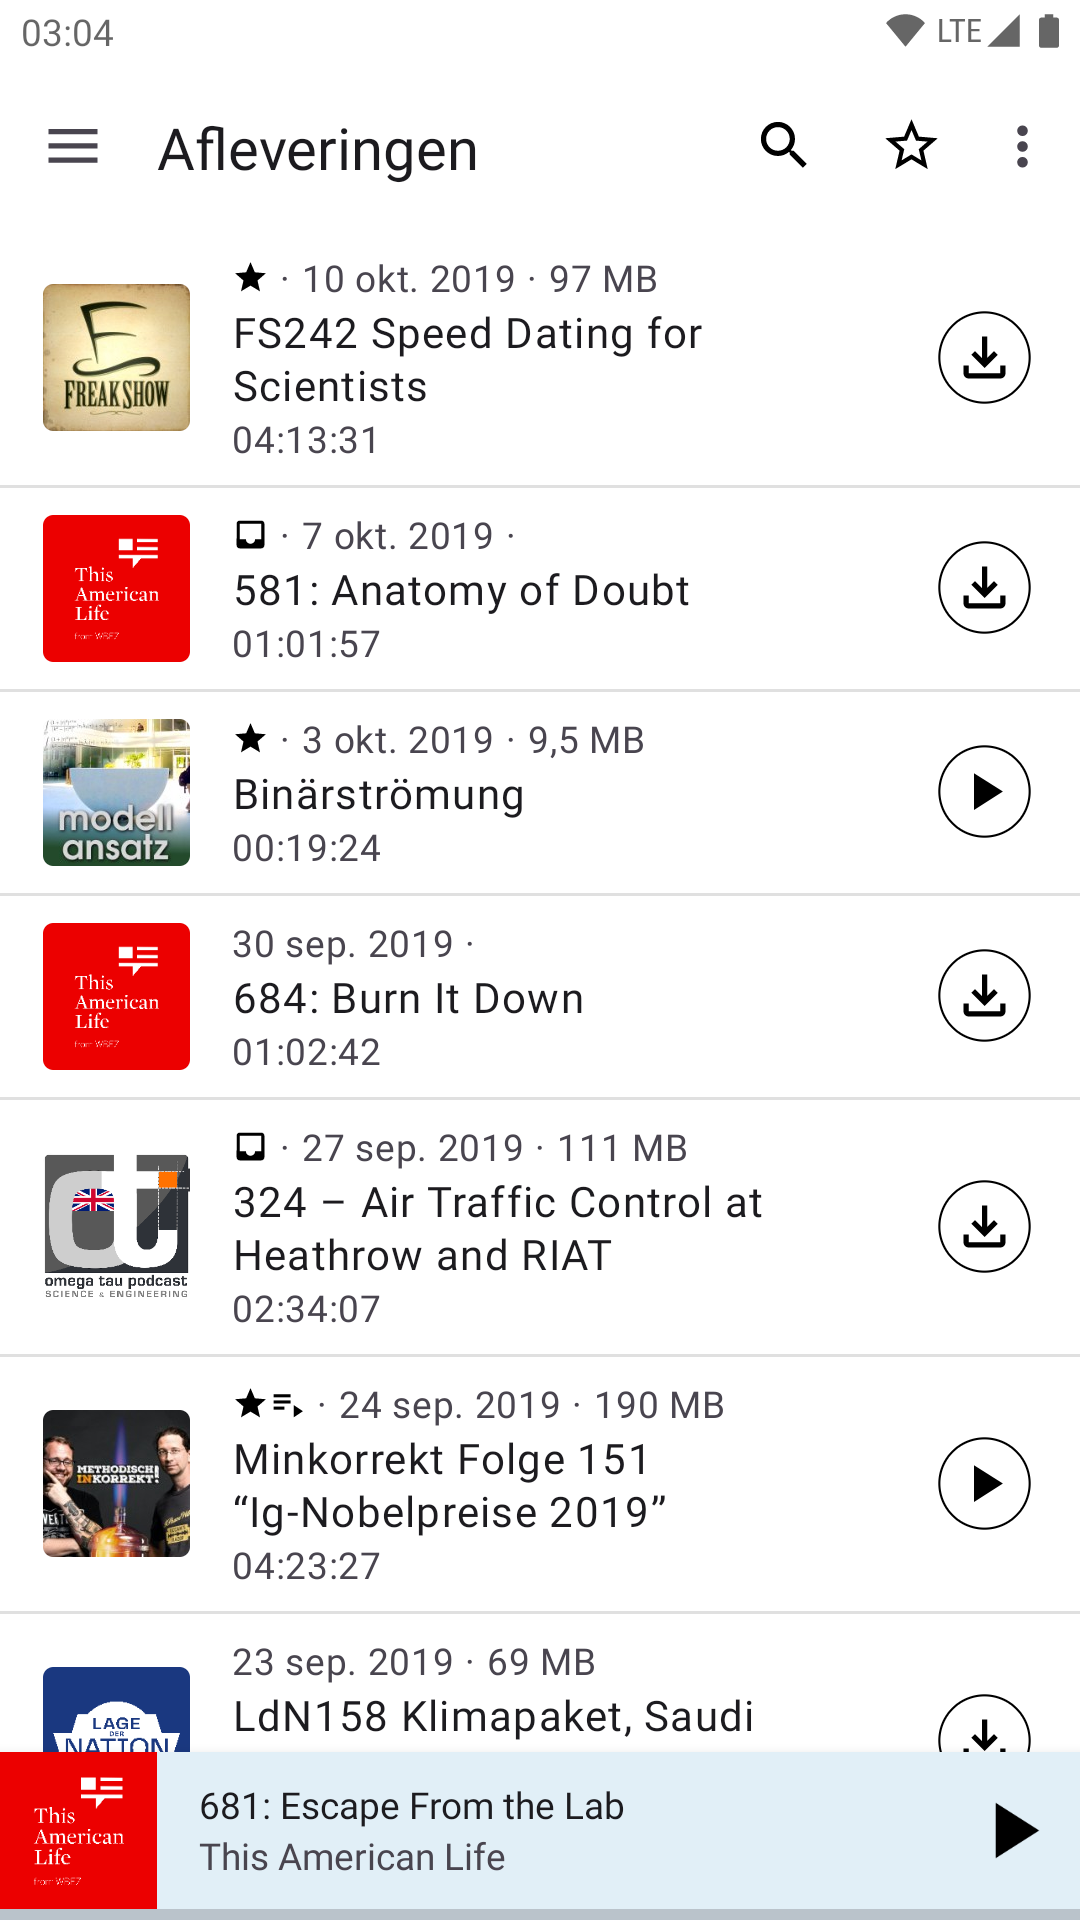 03:04
LTE
Afleveringen
· 10 okt. 2019 · 97 MB
FS242 Speed Dating for
Scientists
04:13:31
FREAK SHOW
· 7 okt. 2019 ·
581: Anatomy of Doubt
01:01:57
This
American
Life
from WBEZ
· 3 okt. 2019 · 9,5 MB
Binärströmung
00:19:24
modell
ansatz
30 sep. 2019 ·
684: Burn It Down
01:02:42
This
American
Life
from WBEZ
· 27 sep. 2019 · 111 MB
324 – Air Traffic Control at
Heathrow and RIAT
02:34:07
omega tau podcast
SCIENCE & ENGINEERING
· 24 sep. 2019 · 190 MB
Minkorrekt Folge 151
“Ig-Nobelpreise 2019”
04:23:27
METHODISCH
INKORREKT!
23 sep. 2019 · 69 MB
LdN158 Klimapaket, Saudi
LAGE
DER
NATION
681: Escape From the Lab
This American Life
This
American
Life
from WBEZ